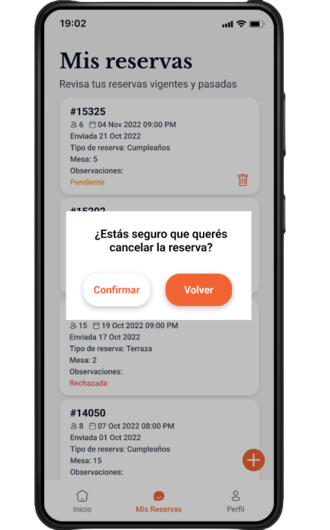 19:02
Mis reservas
Revisa tus reservas vigentes y pasadas
#15325
6 04 Nov 2022 09:00 PM
Enviada 21 Oct 2022
Tipo de reserva: Cumpleaños
Mesa: 5
Observaciones:
Pendiente
¿Estás seguro que querés
cancelar la reserva?
Confirmar
Volver
15 19 Oct 2022 09:00 PM
Enviada 17 Oct 2022
Tipo de reserva: Terraza
Mesa: 2
Observaciones:
Rechazada
#14050
8 07 Oct 2022 08:00 PM
Enviada 01 Oct 2022
Tipo de reserva: Cumpleaños
Mesa: 15
Observaciones:
Inicio
Mis Reservas
Perfil